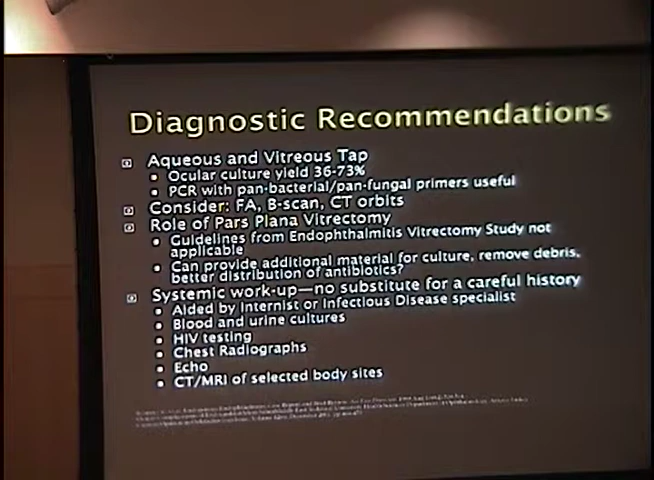 Diagnostic Recommendations
Aqueous and Vitreous Tap
Ocular culture yield 36-73%
PCR with pan-bacterial/pan-fungal primers useful
Consider: FA, B-scan, CT orbits
Role of Pars Plana Vitrectomy
Guidelines from Endophthalmitis Vitrectomy Study not
applicable
Can provide additional material for culture, remove debris,
better distribution of antibiotics?
Systemic work-up—no substitute for a careful history
Aided by Internist or Infectious Disease specialist
Blood and urine cultures
HIV testing
Chest Radiographs
Echo
CT/MRI of selected body sites